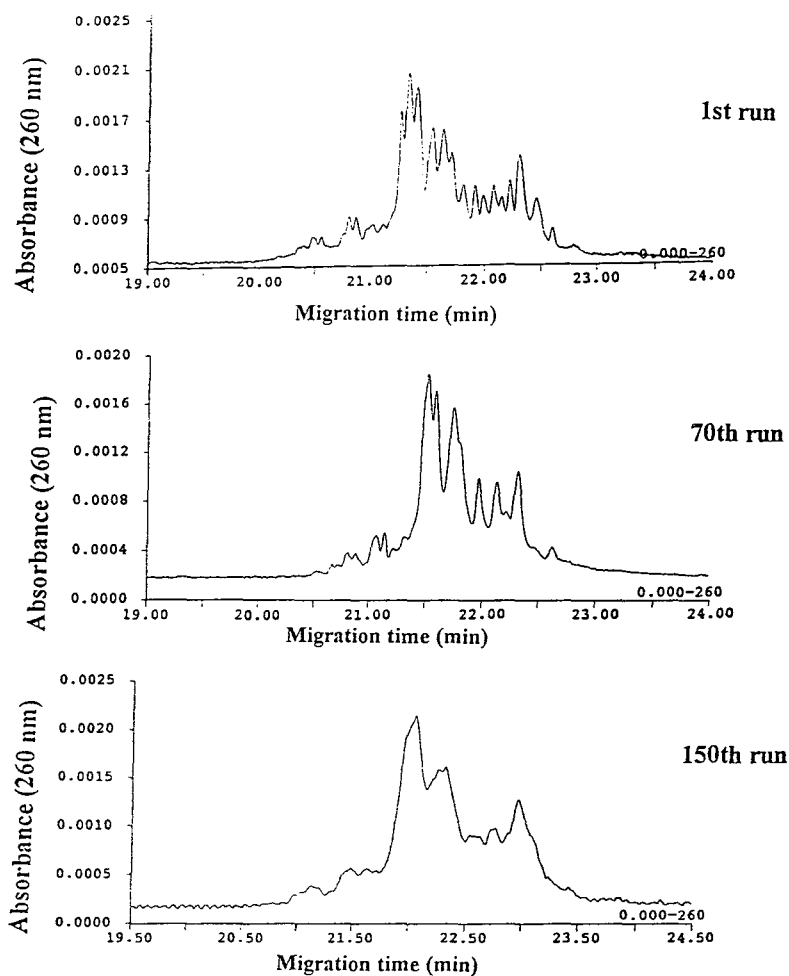 0.0025
0.0021
0.0017
0.0013
0.0009
0.0005
Absorbance (260 nm)
1st run
0.000-260
19.00 20.00 21.00 22.00 23.00 24.00
Migration time (min)
0.0020
0.0016
0.0012
0.0008
0.0004
0.0000
Absorbance (260 nm)
70th run
0.000-260
19.00 20.00 21.00 22.00 23.00 24.00
Migration time (min)
0.0025
0.0020
0.0015
0.0010
0.0005
0.0000
Absorbance (260 nm)
150th run
0.000-260
19.50 20.50 21.50 22.50 23.50 24.50
Migration time (min)